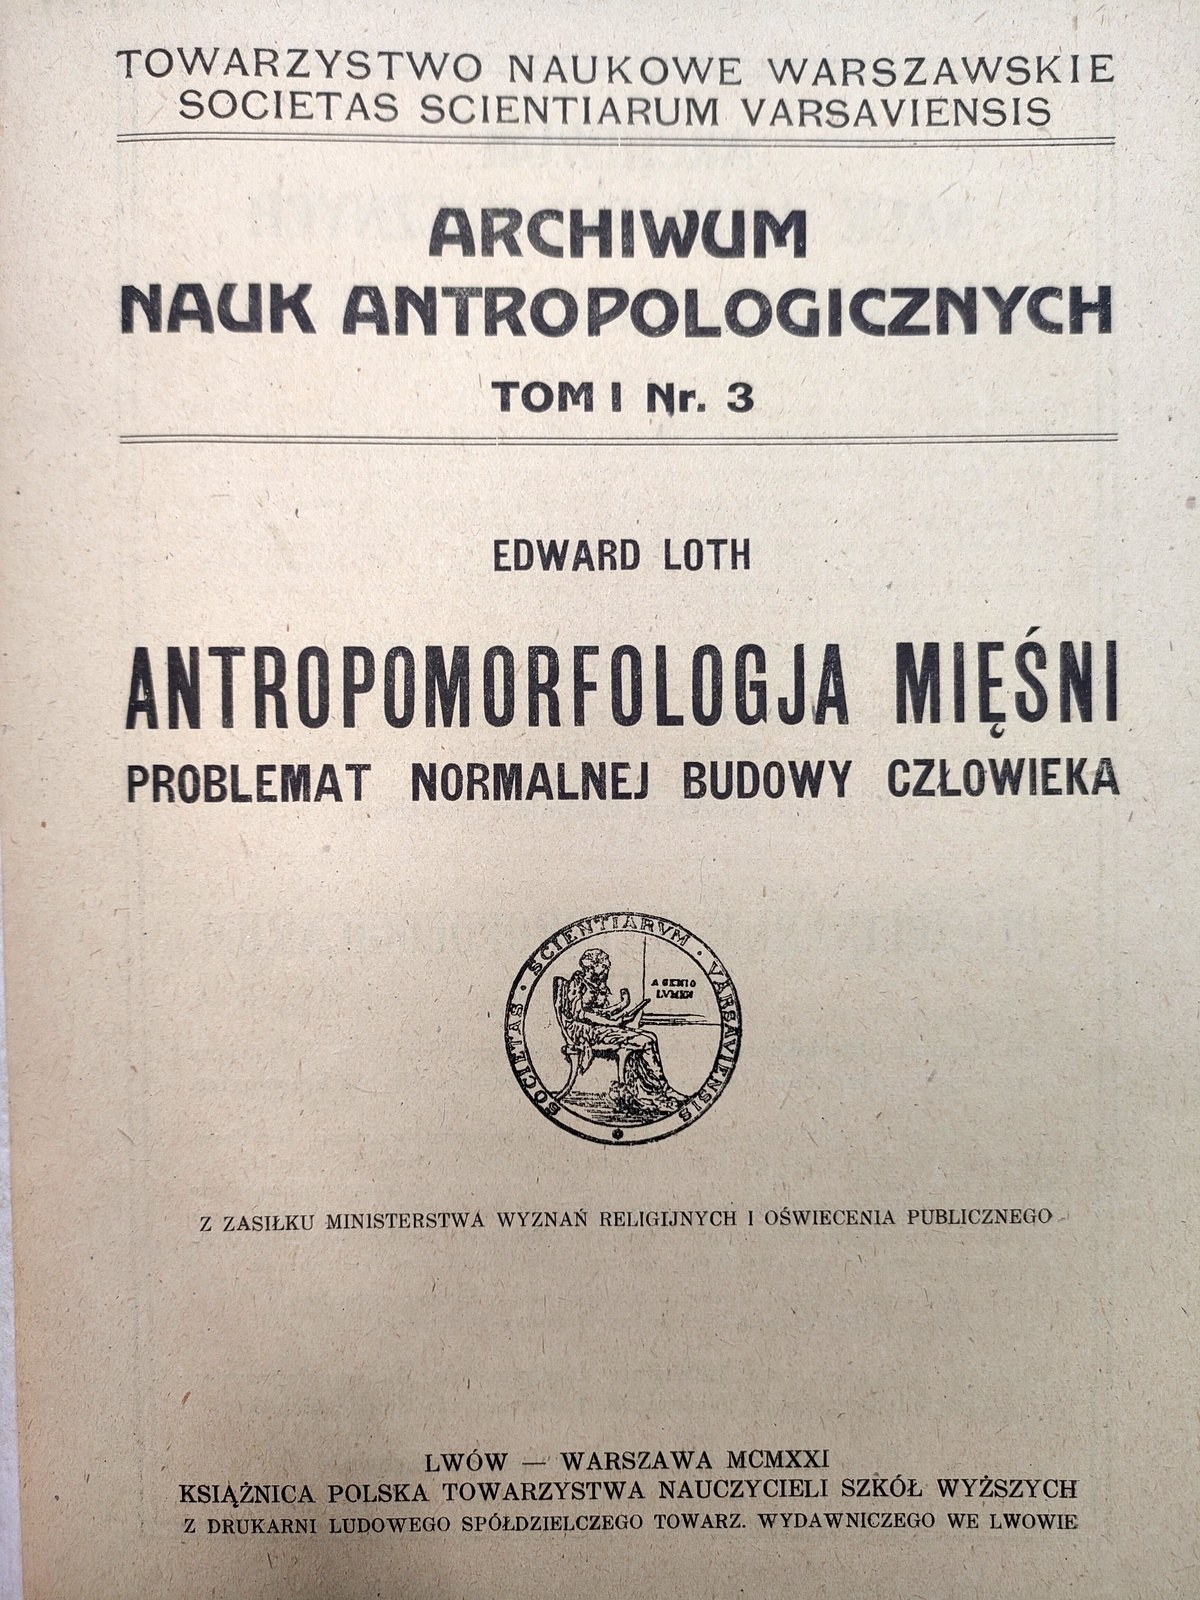 TOWARZYSTWO NAUKOWE WARSZAWSKIE
SOCIETAS SCIENTIARUM VARSAVIENSIS
ARCHIWUM
NAUK ANTROPOLOGICZNYCH
TOM I Nr. 3
EDWARD LOTH
ANTROPOMORFOLOGJA MIĘŚNI
PROBLEMAT NORMALNEJ BUDOWY CZŁOWIEKA
SOCIETAS · SCIENTIARVM · VARSAVIENSIS
A GENIO
LVMEN
Z ZASIŁKU MINISTERSTWA WYZNAŃ RELIGIJNYCH I OŚWIECENIA PUBLICZNEGO
LWÓW — WARSZAWA MCMXXI
KSIĄŻNICA POLSKA TOWARZYSTWA NAUCZYCIELI SZKÓŁ WYŻSZYCH
Z DRUKARNI LUDOWEGO SPÓŁDZIELCZEGO TOWARZ. WYDAWNICZEGO WE LWOWIE